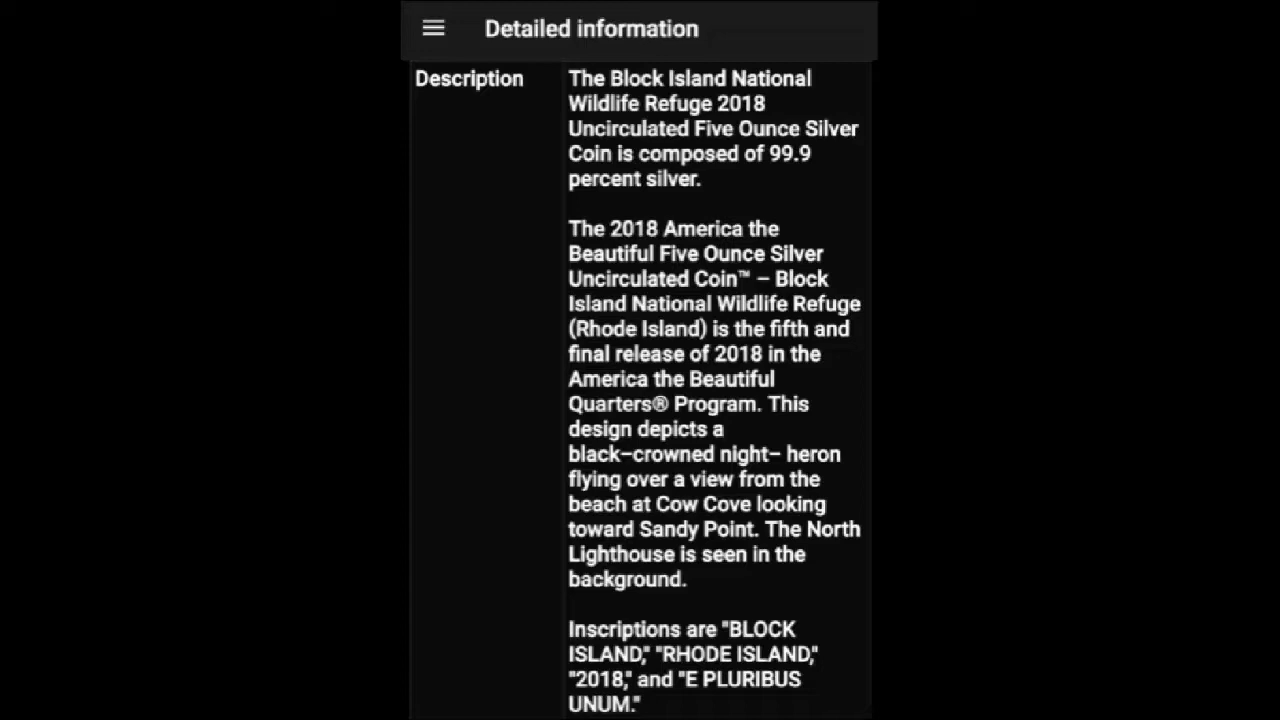 Detailed information
Description
The Block Island National
Wildlife Refuge 2018
Uncirculated Five Ounce Silver
Coin is composed of 99.9
percent silver.
The 2018 America the
Beautiful Five Ounce Silver
Uncirculated Coin™ – Block
Island National Wildlife Refuge
(Rhode Island) is the fifth and
final release of 2018 in the
America the Beautiful
Quarters® Program. This
design depicts a
black–crowned night– heron
flying over a view from the
beach at Cow Cove looking
toward Sandy Point. The North
Lighthouse is seen in the
background.
Inscriptions are "BLOCK
ISLAND," "RHODE ISLAND,"
"2018," and "E PLURIBUS
UNUM."